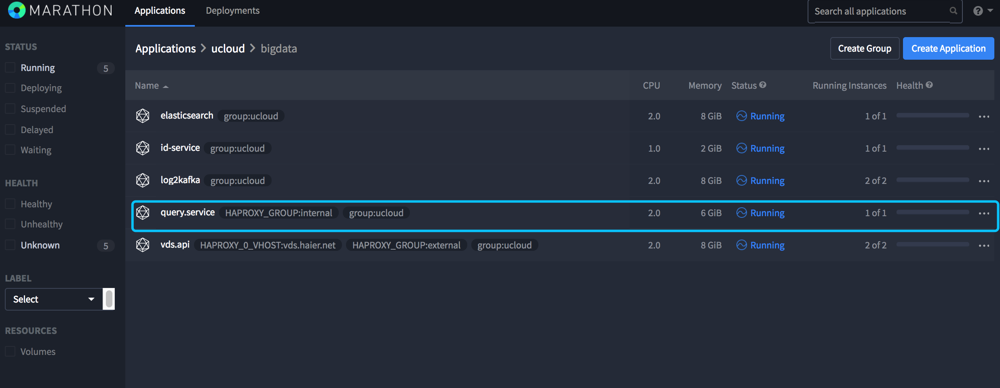 MARATHON Applications Deployments Search all applications
STATUS
Running 5
Deploying
Suspended
Delayed
Waiting
HEALTH
Healthy
Unhealthy
Unknown 5
LABEL
Select
RESOURCES
Volumes
Applications > ucloud > bigdata Create Group Create Application
Name CPU Memory Status Running Instances Health
elasticsearch group:ucloud 2.0 8 GiB Running 1 of 1
id-service group:ucloud 1.0 2 GiB Running 1 of 1
log2kafka group:ucloud 2.0 8 GiB Running 2 of 2
query.service HAPROXY_GROUP:internal group:ucloud 2.0 6 GiB Running 1 of 1
vds.api HAPROXY_0_VHOST:vds.haier.net HAPROXY_GROUP:external group:ucloud 2.0 8 GiB Running 2 of 2